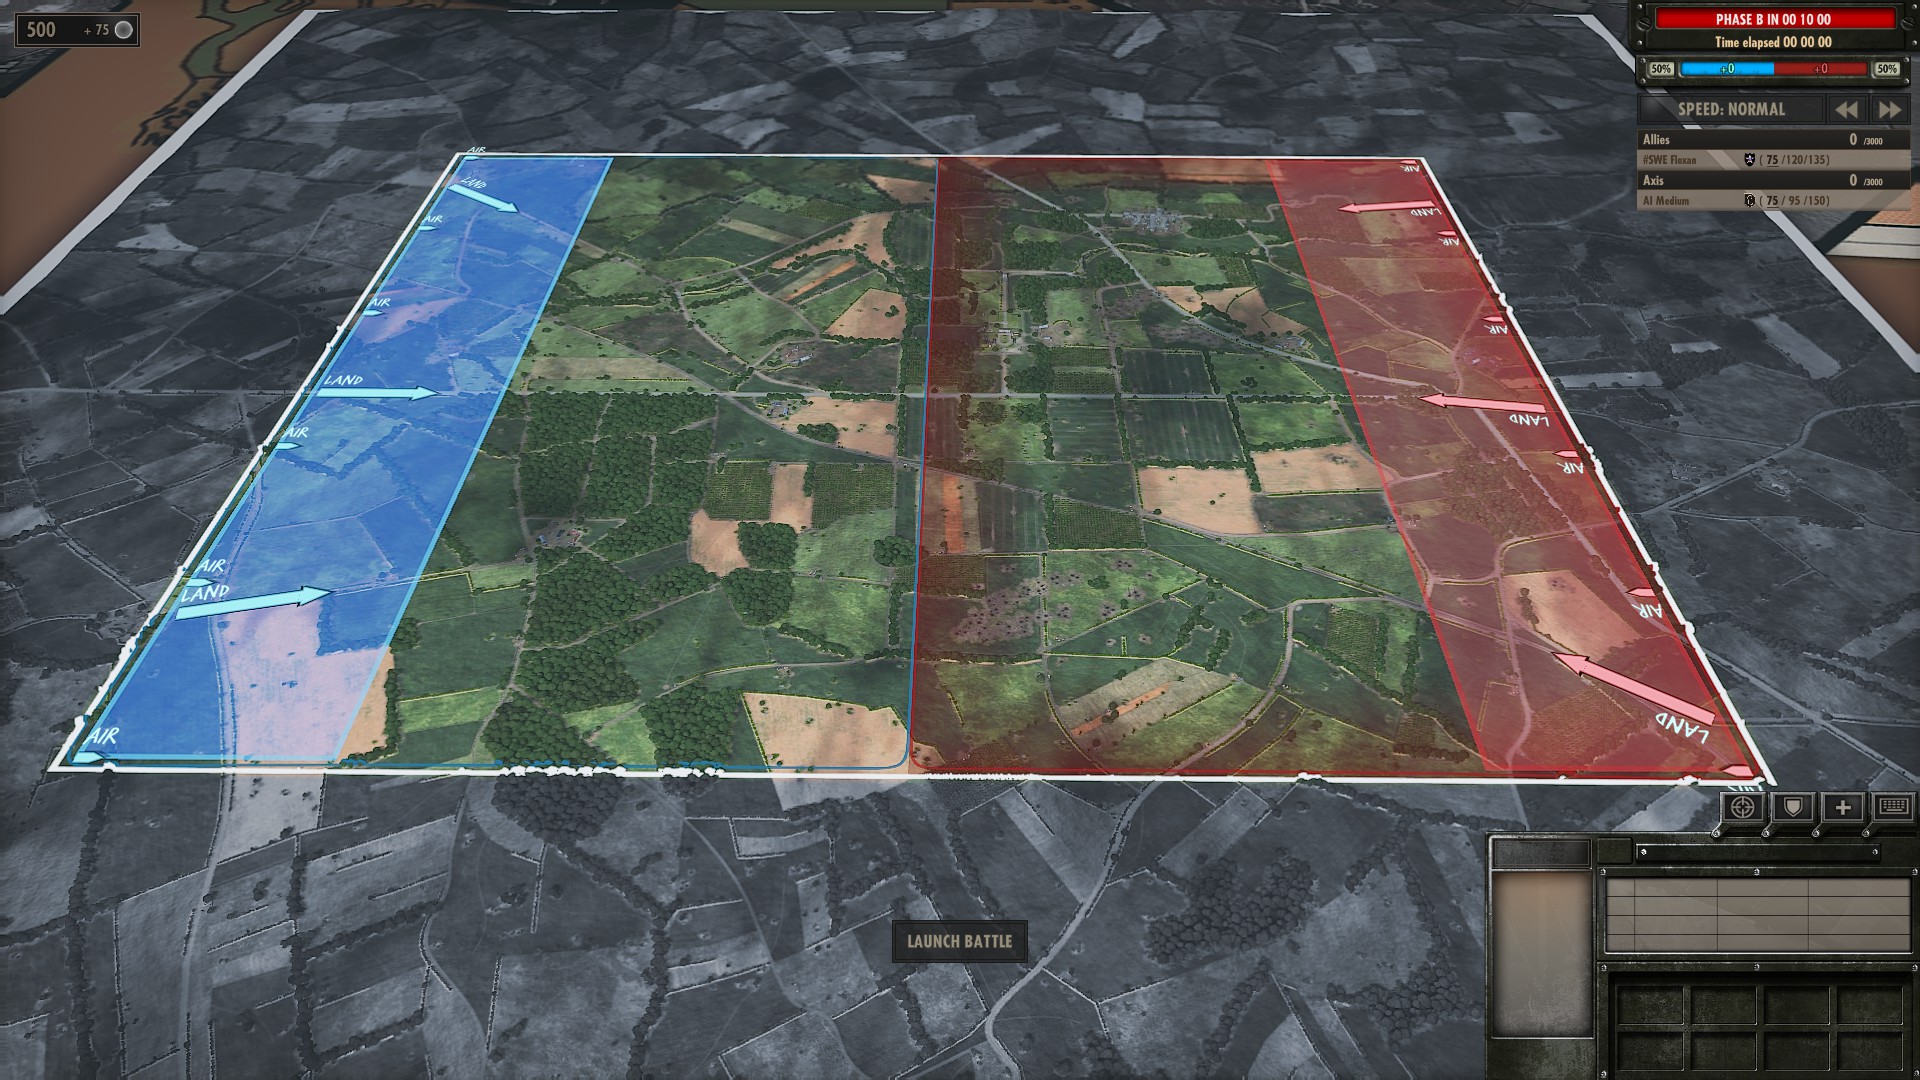 500 + 75
PHASE B IN 00 10 00
Time elapsed 00 00 00
50% +0 +0 50%
SPEED: NORMAL
Allies 0 /3000
#SWE Flexan ( 75 /120/135)
Axis 0 /3000
AI Medium ( 75 / 95 /150)
AIR
LAND
AIR
AIR
LAND
AIR
AIR
LAND
AIR
AIR
LAND
AIR
AIR
LAND
AIR
AIR
LAND
AIR
LAUNCH BATTLE